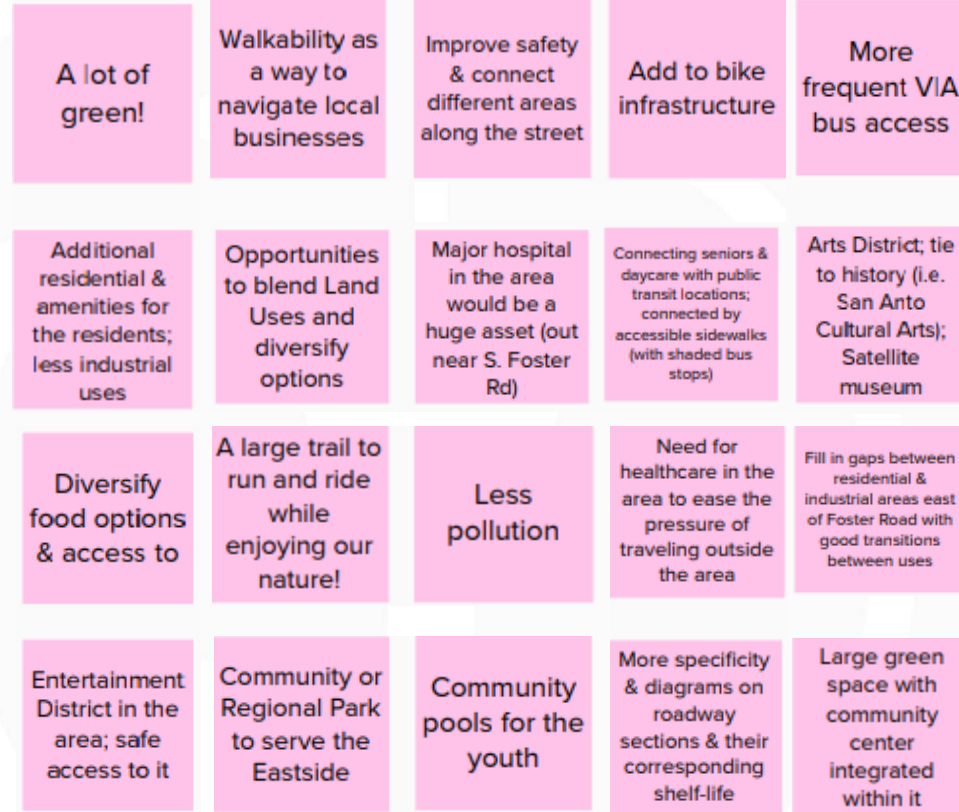 A lot of
green!
Walkability as
a way to
navigate local
businesses
Improve safety
& connect
different areas
along the street
Add to bike
infrastructure
More
frequent VIA
bus access
Additional
residential &
amenities for
the residents;
less industrial
uses
Opportunities
to blend Land
Uses and
diversify
options
Major hospital
in the area
would be a
huge asset (out
near S. Foster
Rd)
Connecting seniors &
daycare with public
transit locations;
connected by
accessible sidewalks
(with shaded bus
stops)
Arts District; tie
to history (i.e.
San Anto
Cultural Arts);
Satellite
museum
Diversify
food options
& access to
A large trail to
run and ride
while
enjoying our
nature!
Less
pollution
Need for
healthcare in the
area to ease the
pressure of
traveling outside
the area
Fill in gaps between
residential &
industrial areas east
of Foster Road with
good transitions
between uses
Entertainment
District in the
area; safe
access to it
Community or
Regional Park
to serve the
Eastside
Community
pools for the
youth
More specificity
& diagrams on
roadway
sections & their
corresponding
shelf-life
Large green
space with
community
center
integrated
within it